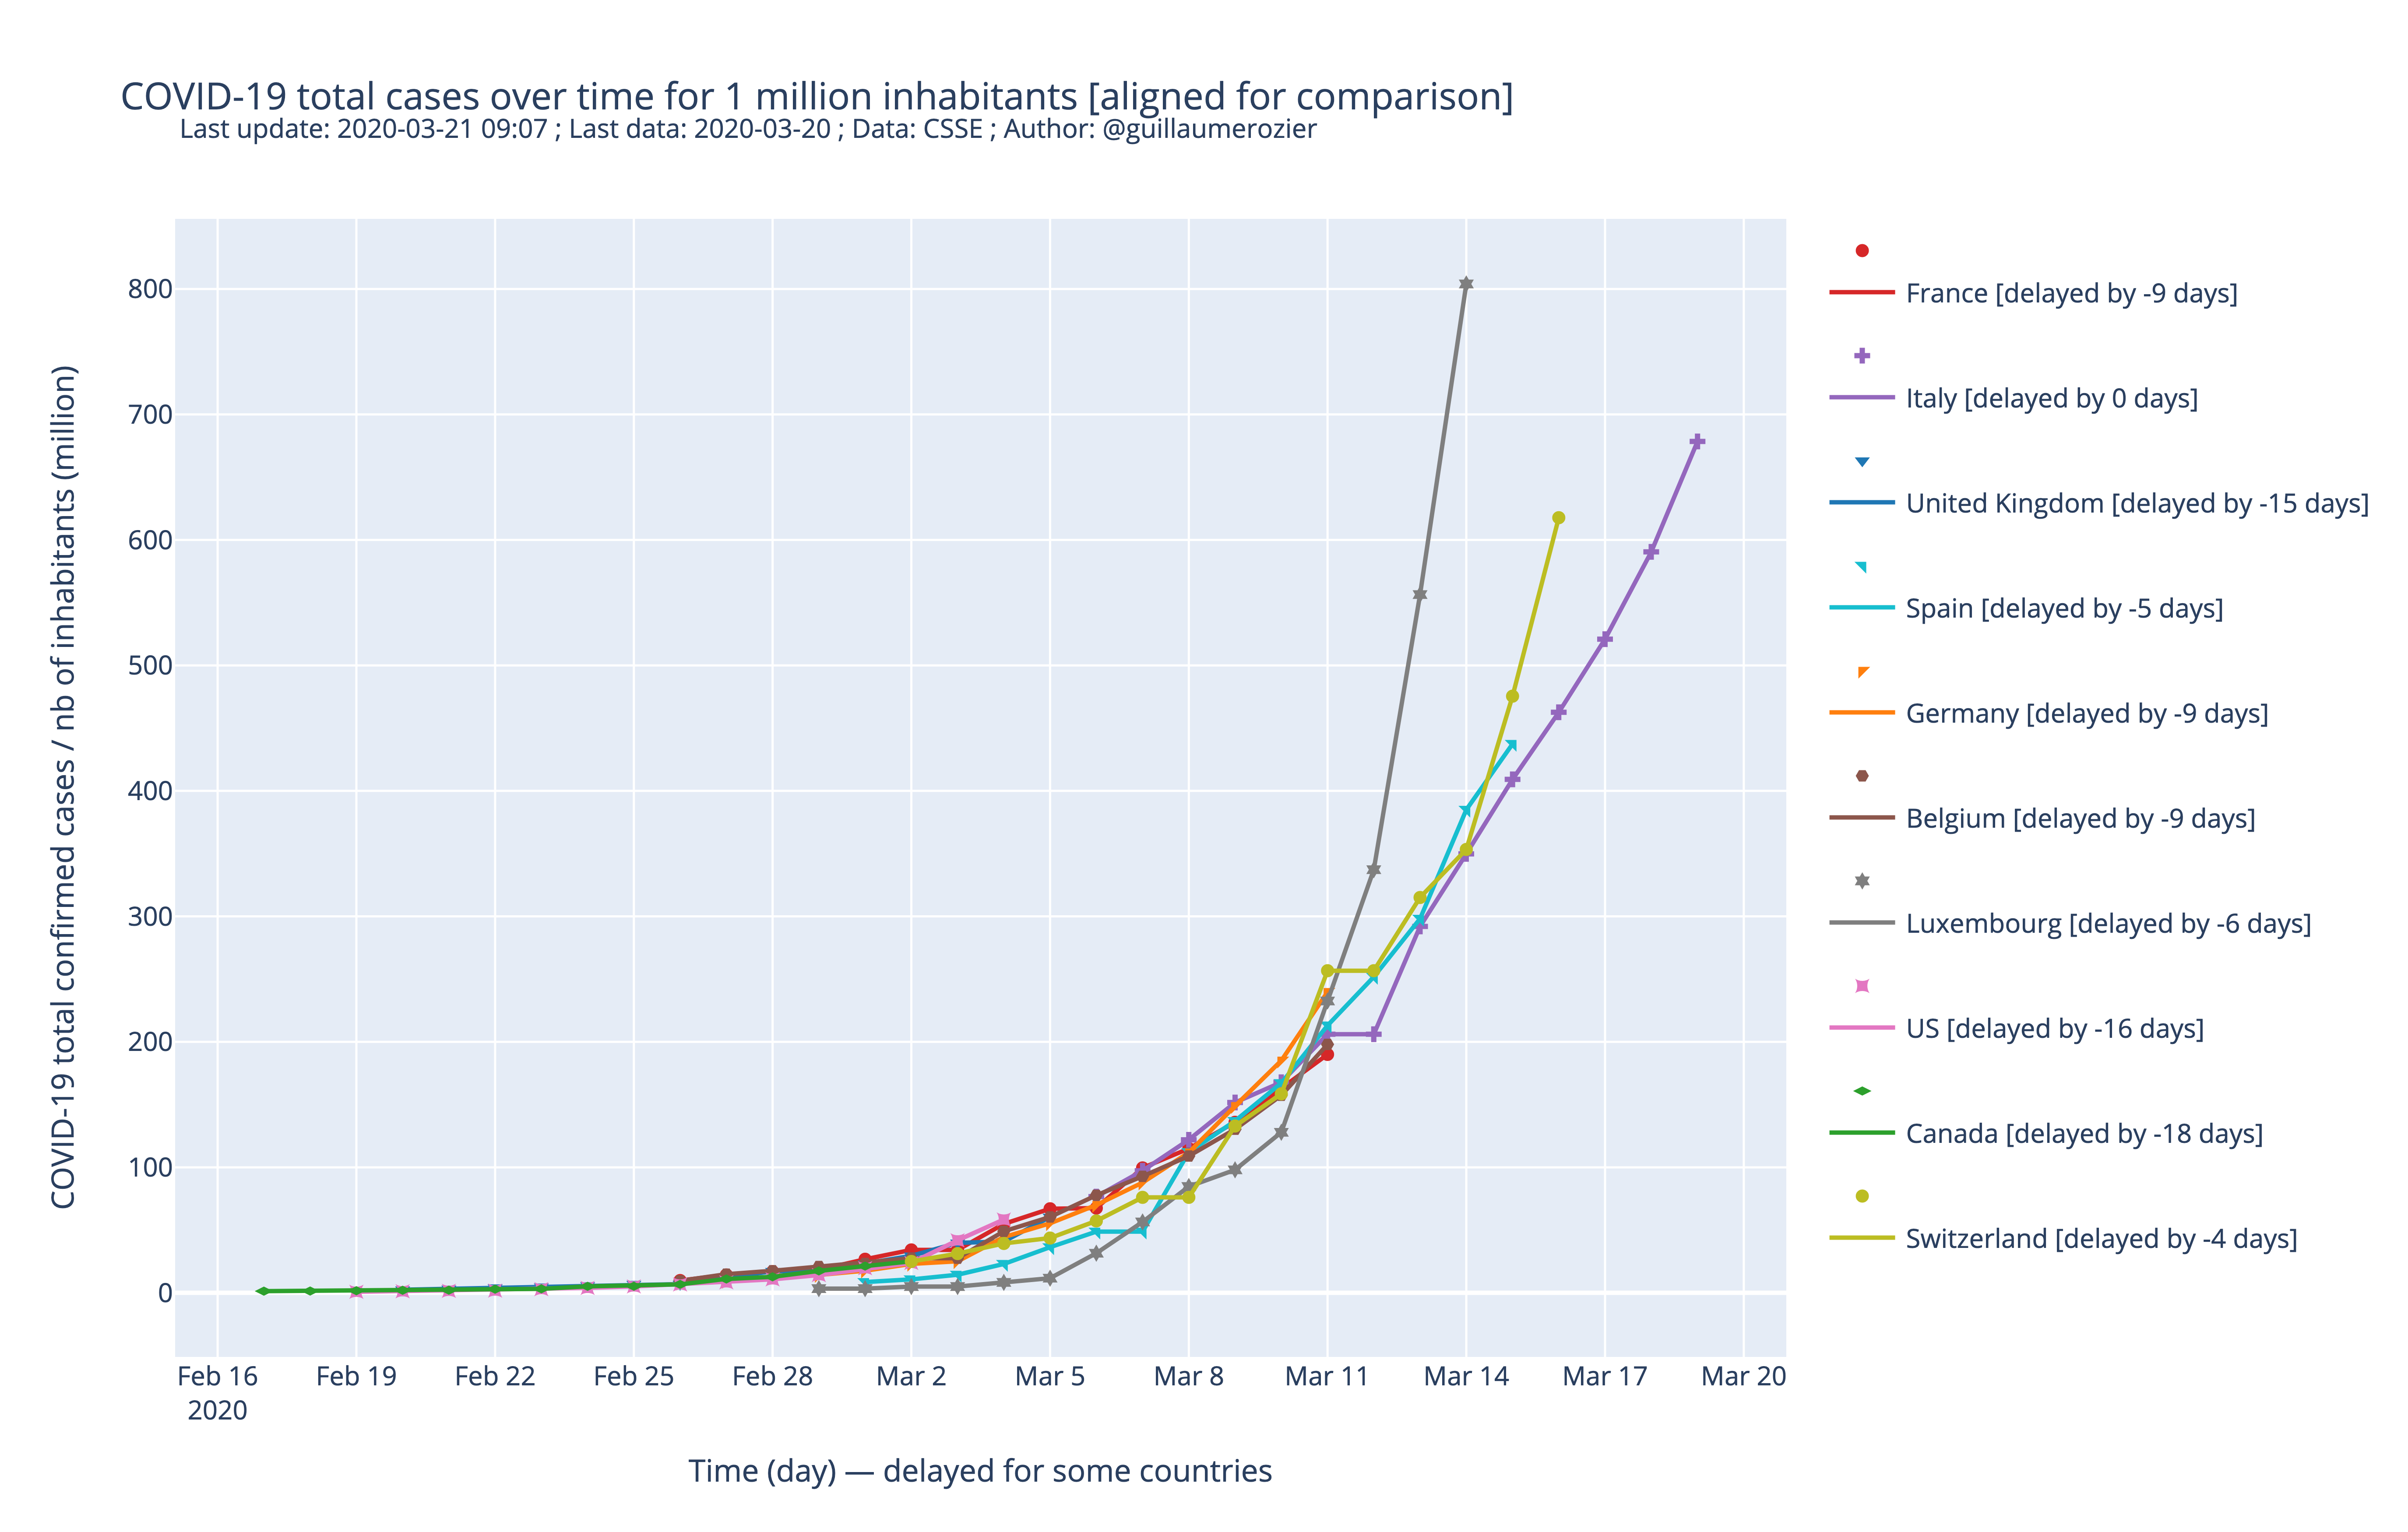 COVID-19 total cases over time for 1 million inhabitants [aligned for comparison]
Last update: 2020-03-21 09:07 ; Last data: 2020-03-20 ; Data: CSSE ; Author: @guillaumerozier
COVID-19 total confirmed cases / nb of inhabitants (million)
800
700
600
500
400
300
200
100
0
Feb 16
2020
Feb 19
Feb 22
Feb 25
Feb 28
Mar 2
Mar 5
Mar 8
Mar 11
Mar 14
Mar 17
Mar 20
Time (day) — delayed for some countries
France [delayed by -9 days]
Italy [delayed by 0 days]
United Kingdom [delayed by -15 days]
Spain [delayed by -5 days]
Germany [delayed by -9 days]
Belgium [delayed by -9 days]
Luxembourg [delayed by -6 days]
US [delayed by -16 days]
Canada [delayed by -18 days]
Switzerland [delayed by -4 days]